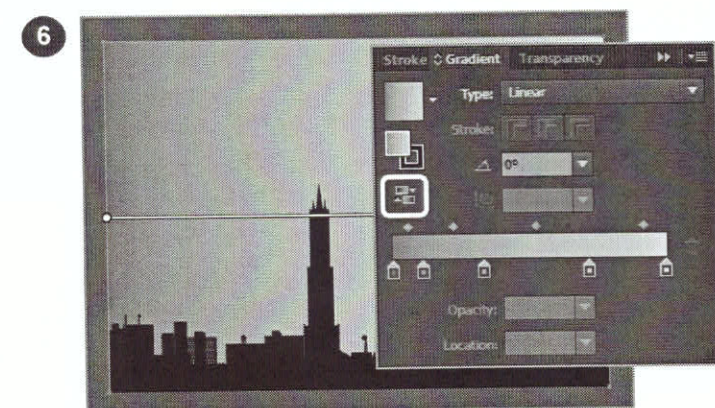 6
Stroke Gradient Transparency
Type: Linear
Stroke:
0°
Opacity:
Location: